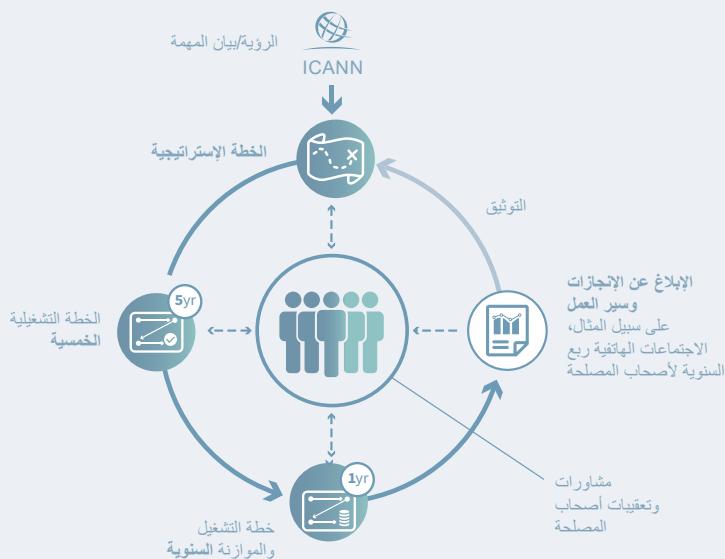 الرؤية/بيان المهمة
ICANN
الخطة الإستراتيجية
التوثيق
الإبلاغ عن الإنجازات
وسير العمل
على سبيل المثال،
الاجتماعات الهاتفية ربع
السنوية لأصحاب المصلحة
5yr
الخطة التشغيلية
الخمسية
1yr
خطة التشغيل
والموازنة السنوية
مشاورات
وتعقيبات أصحاب
المصلحة